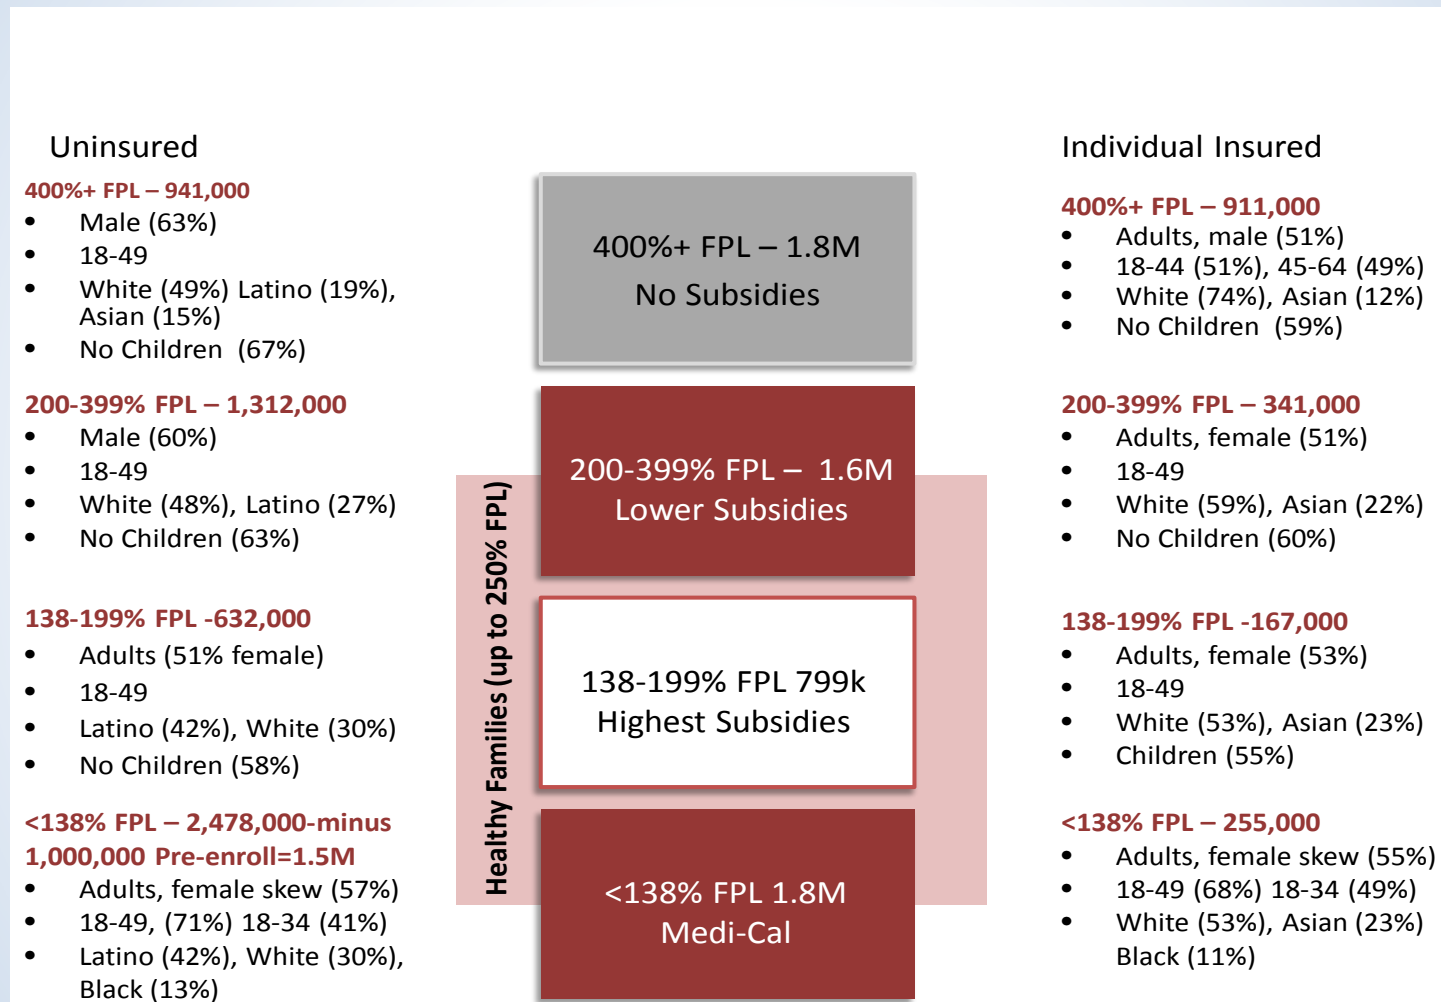 Uninsured
400%+ FPL – 941,000
• Male (63%)
• 18-49
• White (49%) Latino (19%),
Asian (15%)
• No Children (67%)
200-399% FPL – 1,312,000
• Male (60%)
• 18-49
• White (48%), Latino (27%)
• No Children (63%)
138-199% FPL -632,000
• Adults (51% female)
• 18-49
• Latino (42%), White (30%)
• No Children (58%)
<138% FPL – 2,478,000-minus
1,000,000 Pre-enroll=1.5M
• Adults, female skew (57%)
• 18-49, (71%) 18-34 (41%)
• Latino (42%), White (30%),
Black (13%)
Healthy Families (up to 250% FPL)
400%+ FPL – 1.8M
No Subsidies
200-399% FPL – 1.6M
Lower Subsidies
138-199% FPL 799k
Highest Subsidies
<138% FPL 1.8M
Medi-Cal
Individual Insured
400%+ FPL – 911,000
• Adults, male (51%)
• 18-44 (51%), 45-64 (49%)
• White (74%), Asian (12%)
• No Children (59%)
200-399% FPL – 341,000
• Adults, female (51%)
• 18-49
• White (59%), Asian (22%)
• No Children (60%)
138-199% FPL -167,000
• Adults, female (53%)
• 18-49
• White (53%), Asian (23%)
• Children (55%)
<138% FPL – 255,000
• Adults, female skew (55%)
• 18-49 (68%) 18-34 (49%)
• White (53%), Asian (23%)
Black (11%)